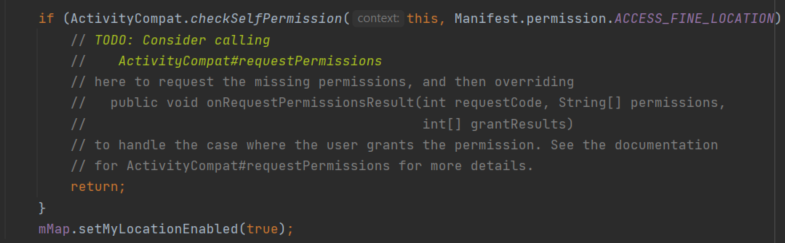 if (ActivityCompat.checkSelfPermission( context: this, Manifest.permission.ACCESS_FINE_LOCATION)
// TODO: Consider calling
//    ActivityCompat#requestPermissions
// here to request the missing permissions, and then overriding
//   public void onRequestPermissionsResult(int requestCode, String[] permissions,
//                                          int[] grantResults)
// to handle the case where the user grants the permission. See the documentation
// for ActivityCompat#requestPermissions for more details.
return;
}
mMap.setMyLocationEnabled(true);